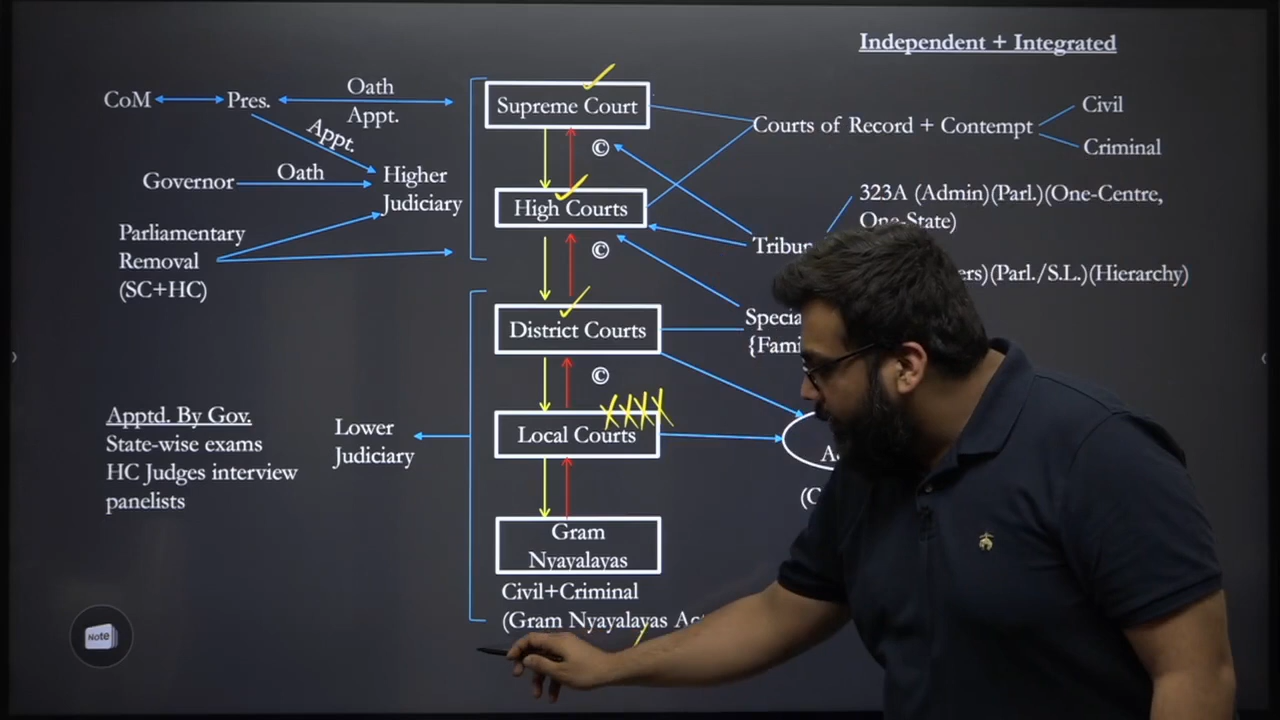 Independent + Integrated
CoM
Pres.
Oath
Appt.
Appt.
Governor
Oath
Higher
Judiciary
Parliamentary
Removal
(SC+HC)
Supreme Court
©
High Courts
©
District Courts
©
Local Courts
XXXX
Gram
Nyayalayas
Civil+Criminal
(Gram Nyayalayas
Courts of Record + Contempt
Civil
Criminal
323A (Admin)(Parl.)(One-Centre,
One-State)
(Parl./S.L.)(Hierarchy)
Apptd. By Gov.
State-wise exams
HC Judges interview
panelists
Lower
Judiciary
Note